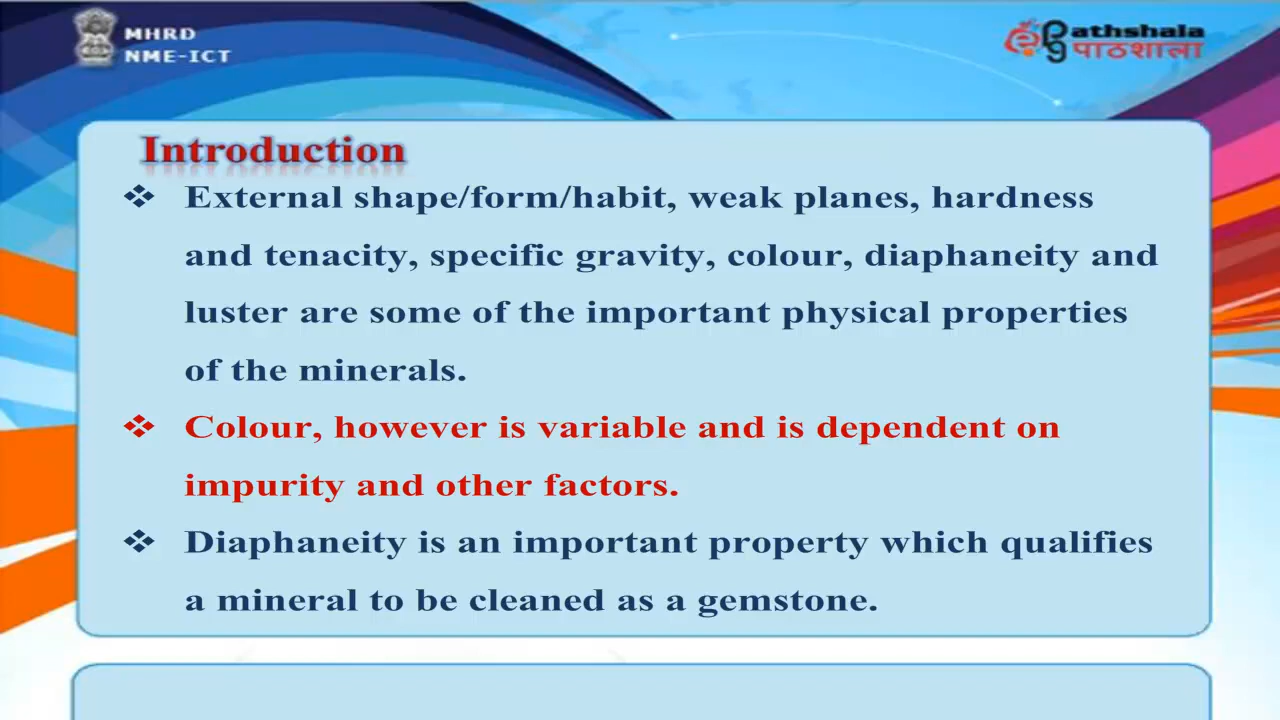 MHRD
NME-ICT
athshala
पाठशाला
Introduction
❖ External shape/form/habit, weak planes, hardness
and tenacity, specific gravity, colour, diaphaneity and
luster are some of the important physical properties
of the minerals.
❖ Colour, however is variable and is dependent on
impurity and other factors.
❖ Diaphaneity is an important property which qualifies
a mineral to be cleaned as a gemstone.